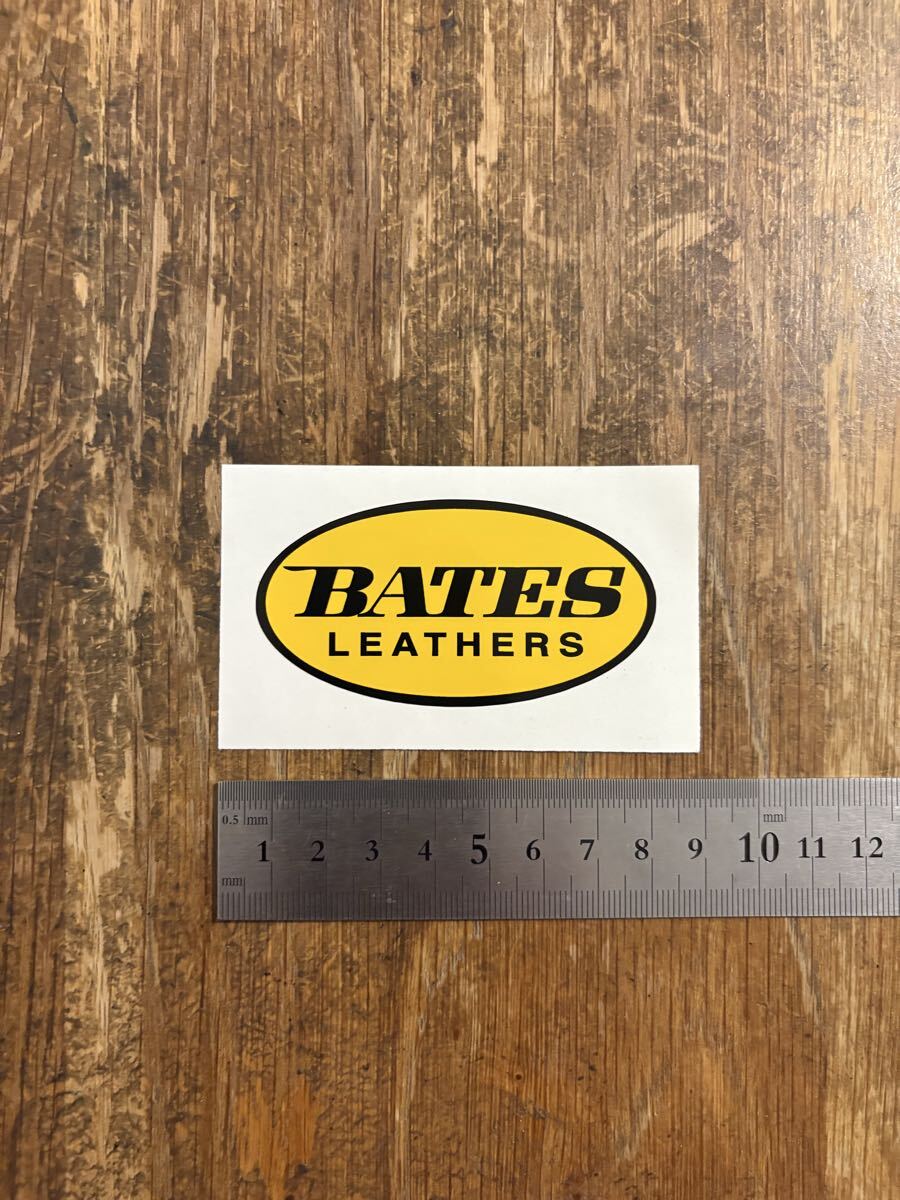 BATES
LEATHERS
0.5 mm
mm
1 2 3 4 5 6 7 8 9 10 11 12
mm